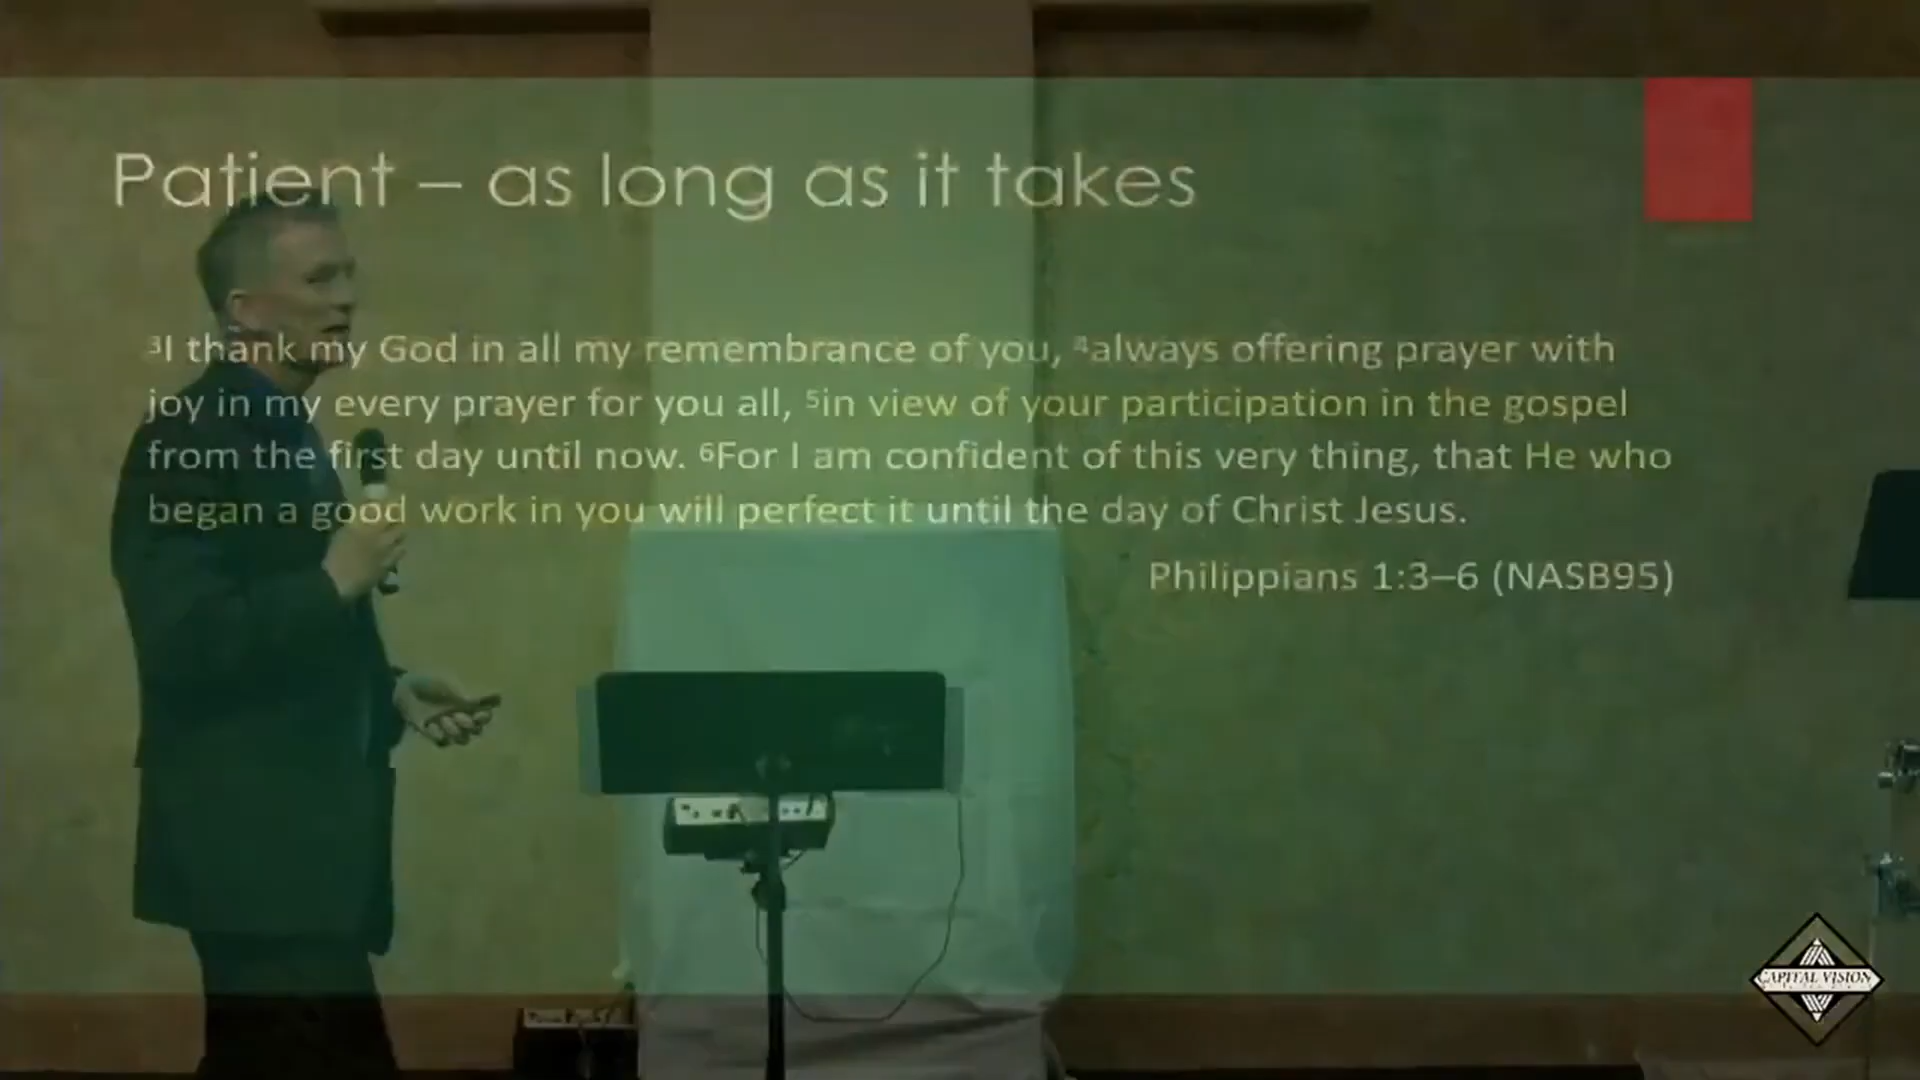 Patient – as long as it takes
³I thank my God in all my remembrance of you, ⁴always offering prayer with
joy in my every prayer for you all, ⁵in view of your participation in the gospel
from the first day until now. ⁶For I am confident of this very thing, that He who
began a good work in you will perfect it until the day of Christ Jesus.
Philippians 1:3–6 (NASB95)
CAPITAL VISION